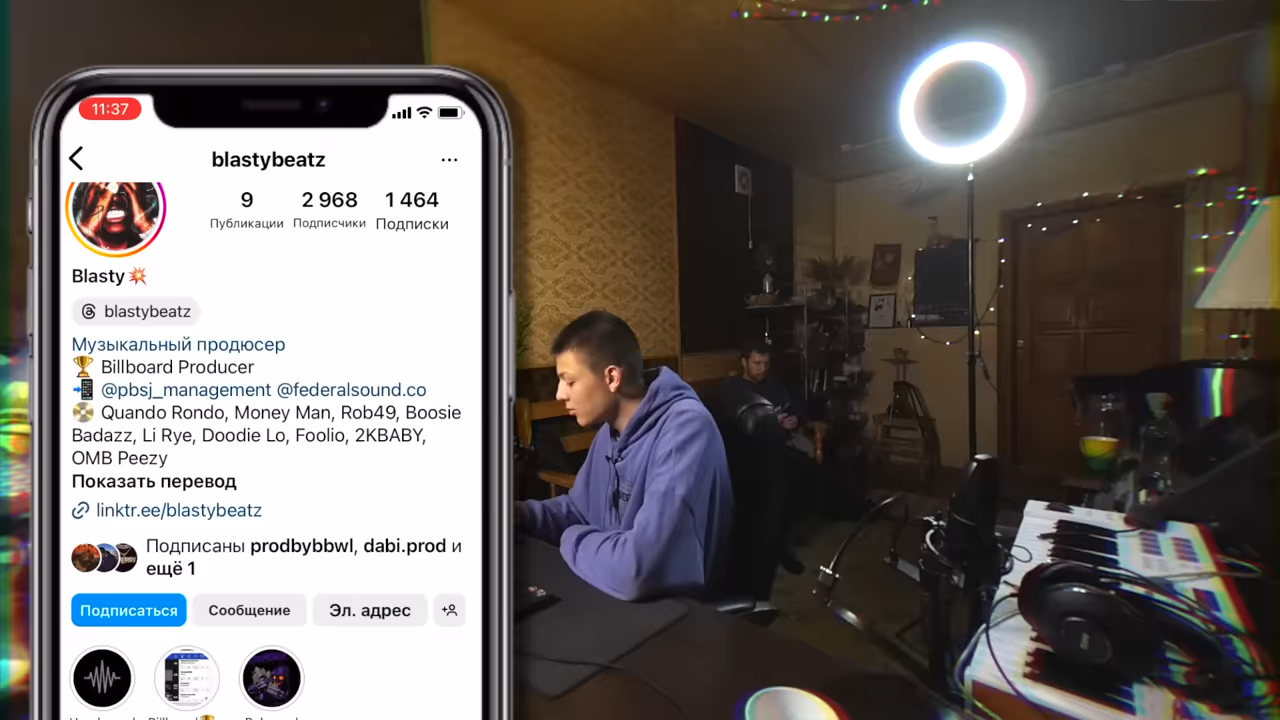 11:37
blastybeatz
9 2 968 1 464
Публикации Подписчики Подписки
Blasty
blastybeatz
Музыкальный продюсер
Billboard Producer
@pbsj_management @federalsound.co
Quando Rondo, Money Man, Rob49, Boosie
Badazz, Li Rye, Doodie Lo, Foolio, 2KBABY,
OMB Peezy
Показать перевод
linktr.ee/blastybeatz
Подписаны prodbybbwl, dabi.prod и
ещё 1
Подписаться Сообщение Эл. адрес